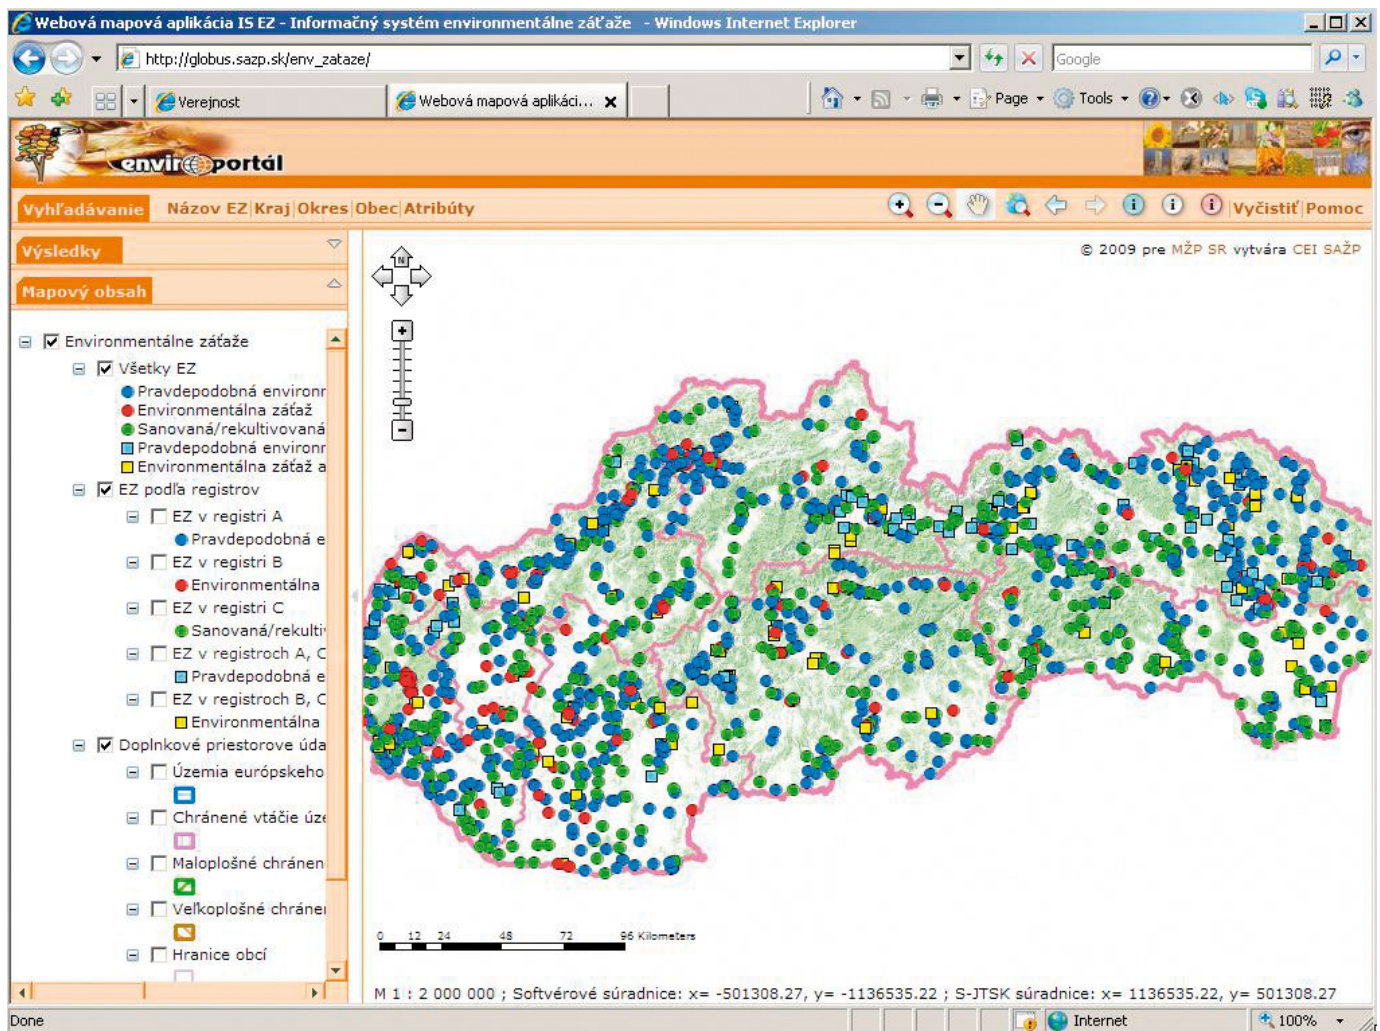 Webová mapová aplikácia IS EZ - Informačný systém environmentálne záťaže - Windows Internet Explorer
http://globus.sazp.sk/env_zataze/
Google
Verejnost
Webová mapová aplikáci...
Page
Tools
enviroportál
Vyhľadávanie
Názov EZ|Kraj|Okres|Obec|Atribúty
Vyčistiť|Pomoc
Výsledky
© 2009 pre MŽP SR vytvára CEI SAŽP
N
Mapový obsah
Environmentálne záťaže
Všetky EZ
Pravdepodobná environr
Environmentálna záťaž
Sanovaná/rekultivovaná
Pravdepodobná environr
Environmentálna záťaž a
EZ podľa registrov
EZ v registri A
Pravdepodobná e
EZ v registri B
Environmentálna
EZ v registri C
Sanovaná/rekulti
EZ v registroch A, C
Pravdepodobná e
EZ v registroch B, C
Environmentálna
Doplnkové priestorove úda
Územia európskeho
Chránené vtáčie úze
Maloplošné chránen
Veľkoplošné chráne
Hranice obcí
0 12 24 48 72 96 Kilometers
M 1 : 2 000 000 ; Softvérové súradnice: x= -501308.27, y= -1136535.22 ; S-JTSK súradnice: x= 1136535.22, y= 501308.27
Done
Internet
100%